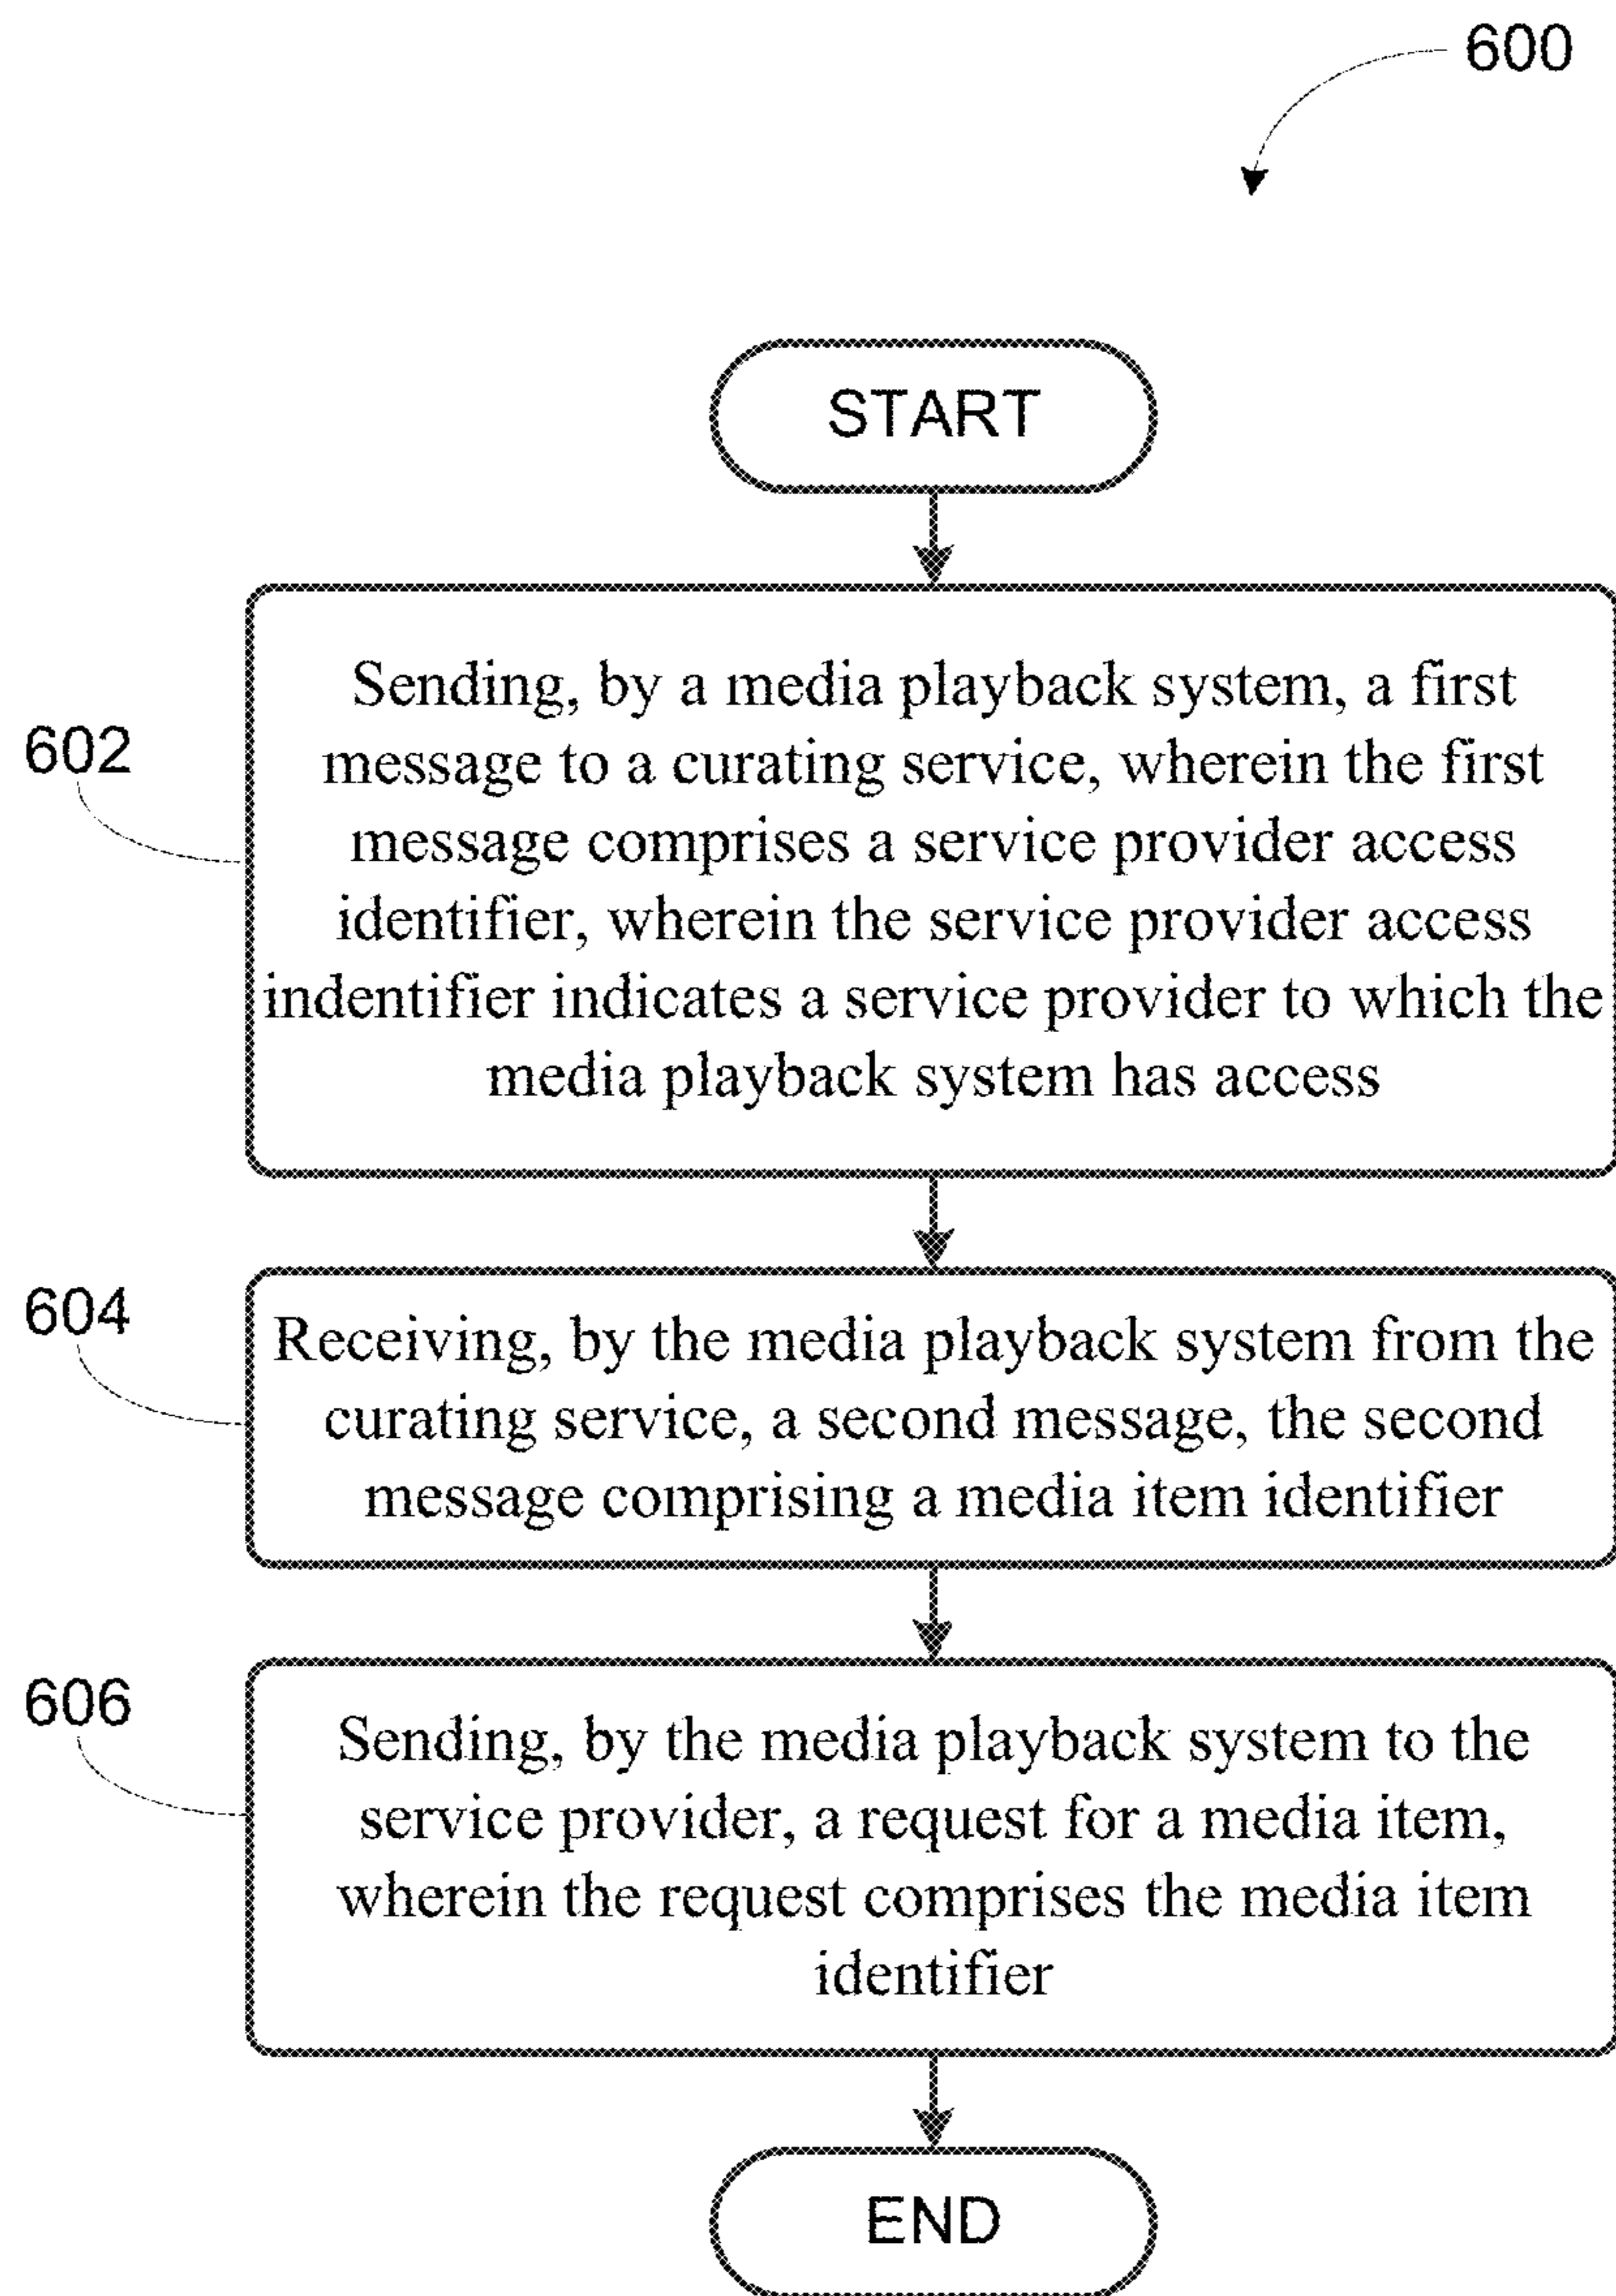 600
START
602
Sending, by a media playback system, a first
message to a curating service, wherein the first
message comprises a service provider access
identifier, wherein the service provider access
indentifier indicates a service provider to which the
media playback system has access
604
Receiving, by the media playback system from the
curating service, a second message, the second
message comprising a media item identifier
606
Sending, by the media playback system to the
service provider, a request for a media item,
wherein the request comprises the media item
identifier
END